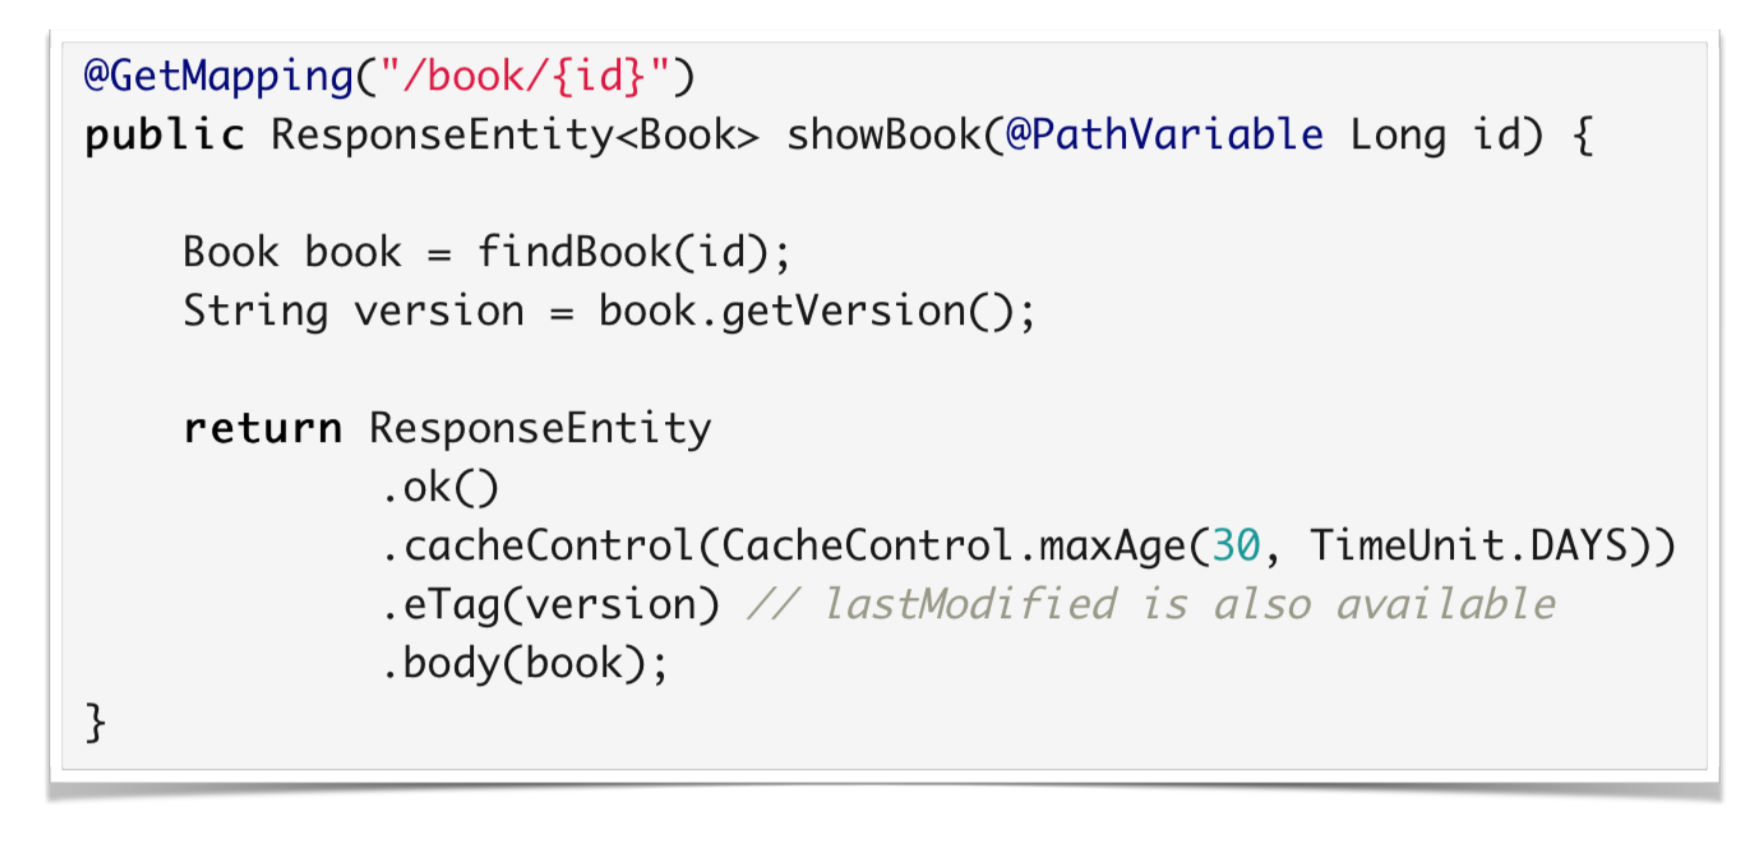 @GetMapping("/book/{id}")
public ResponseEntity<Book> showBook(@PathVariable Long id) {
    Book book = findBook(id);
    String version = book.getVersion();
    return ResponseEntity
            .ok()
            .cacheControl(CacheControl.maxAge(30, TimeUnit.DAYS))
            .eTag(version) // lastModified is also available
            .body(book);
}